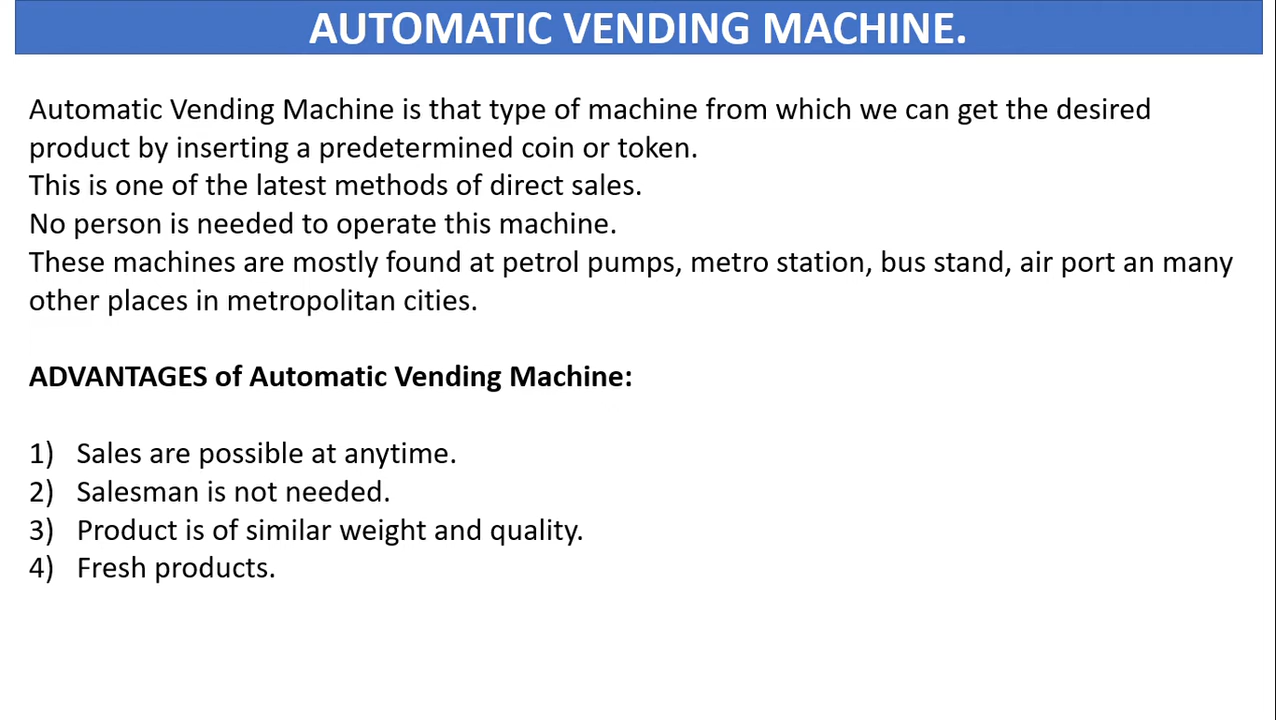 AUTOMATIC VENDING MACHINE.
Automatic Vending Machine is that type of machine from which we can get the desired
product by inserting a predetermined coin or token.
This is one of the latest methods of direct sales.
No person is needed to operate this machine.
These machines are mostly found at petrol pumps, metro station, bus stand, air port an many
other places in metropolitan cities.
ADVANTAGES of Automatic Vending Machine:
1) Sales are possible at anytime.
2) Salesman is not needed.
3) Product is of similar weight and quality.
4) Fresh products.